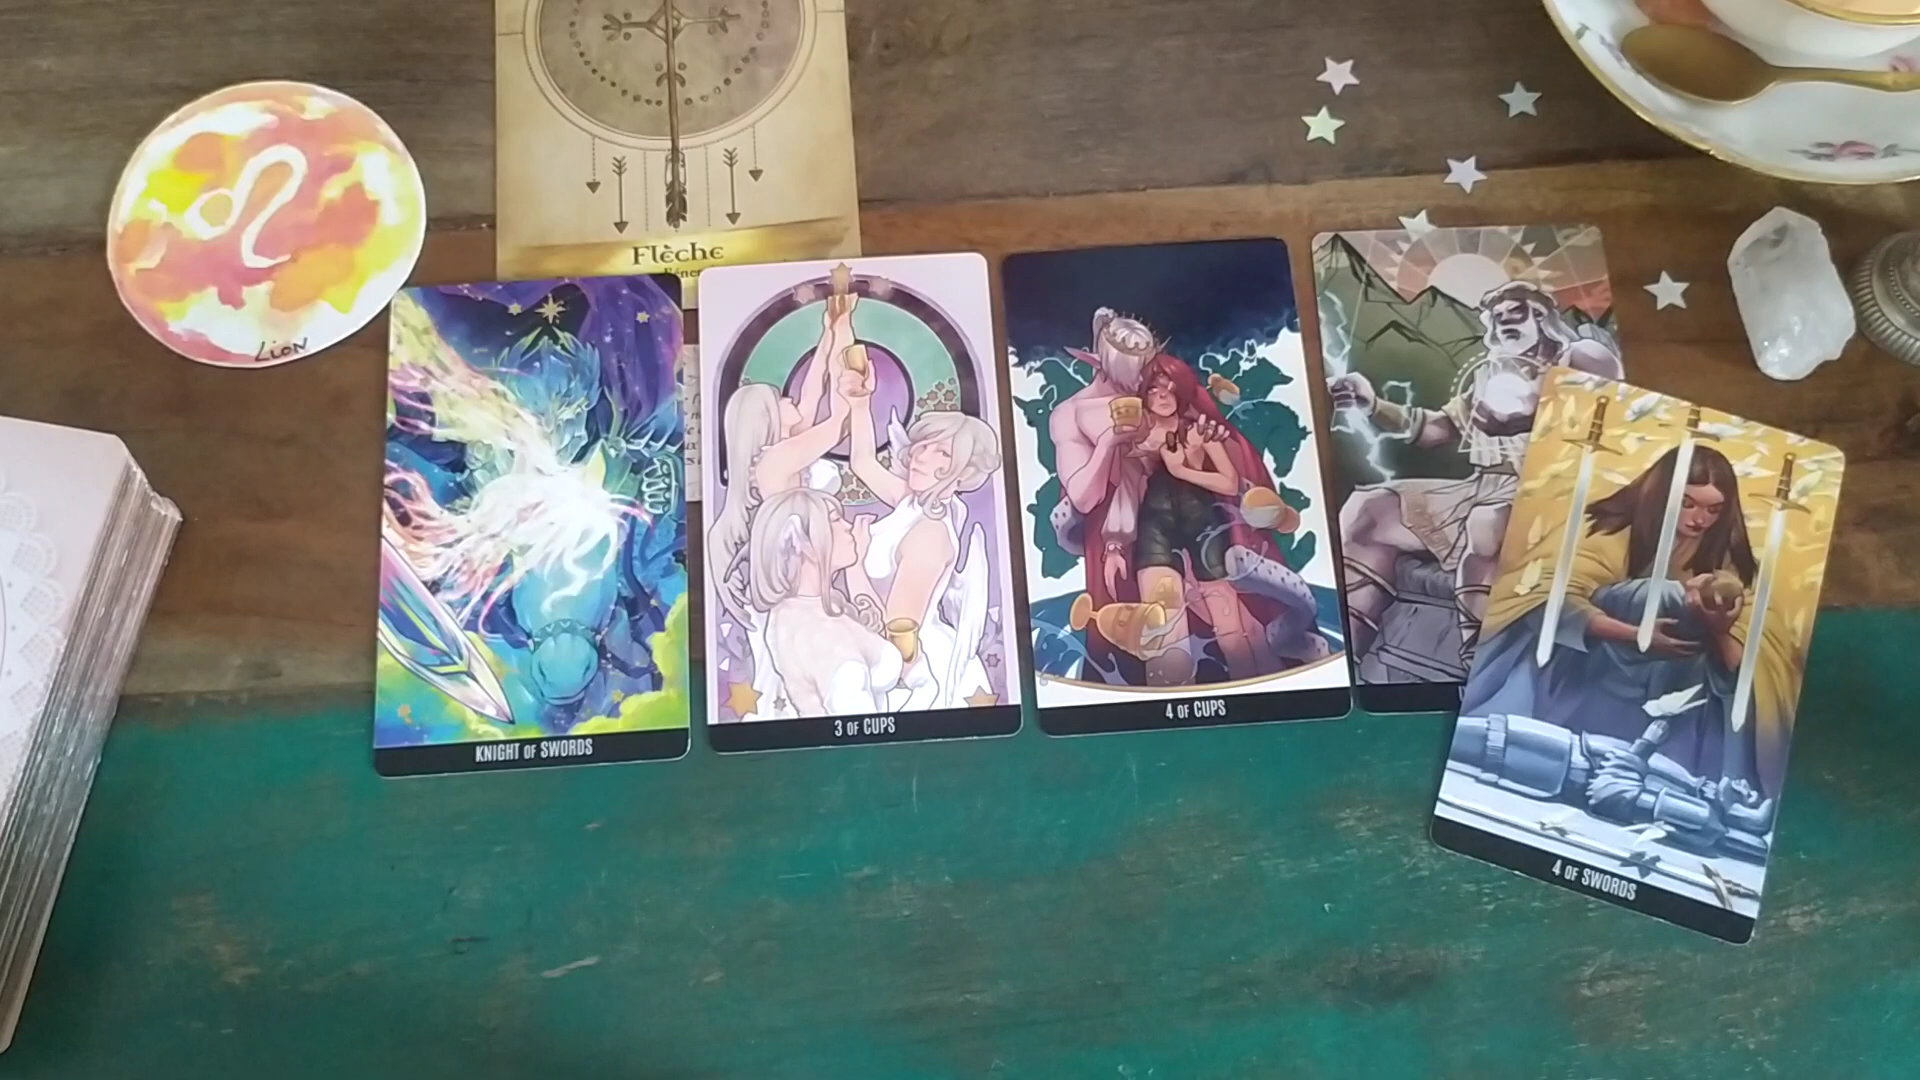 Flèche
Lion
KNIGHT OF SWORDS
3 OF CUPS
4 OF CUPS
4 OF SWORDS